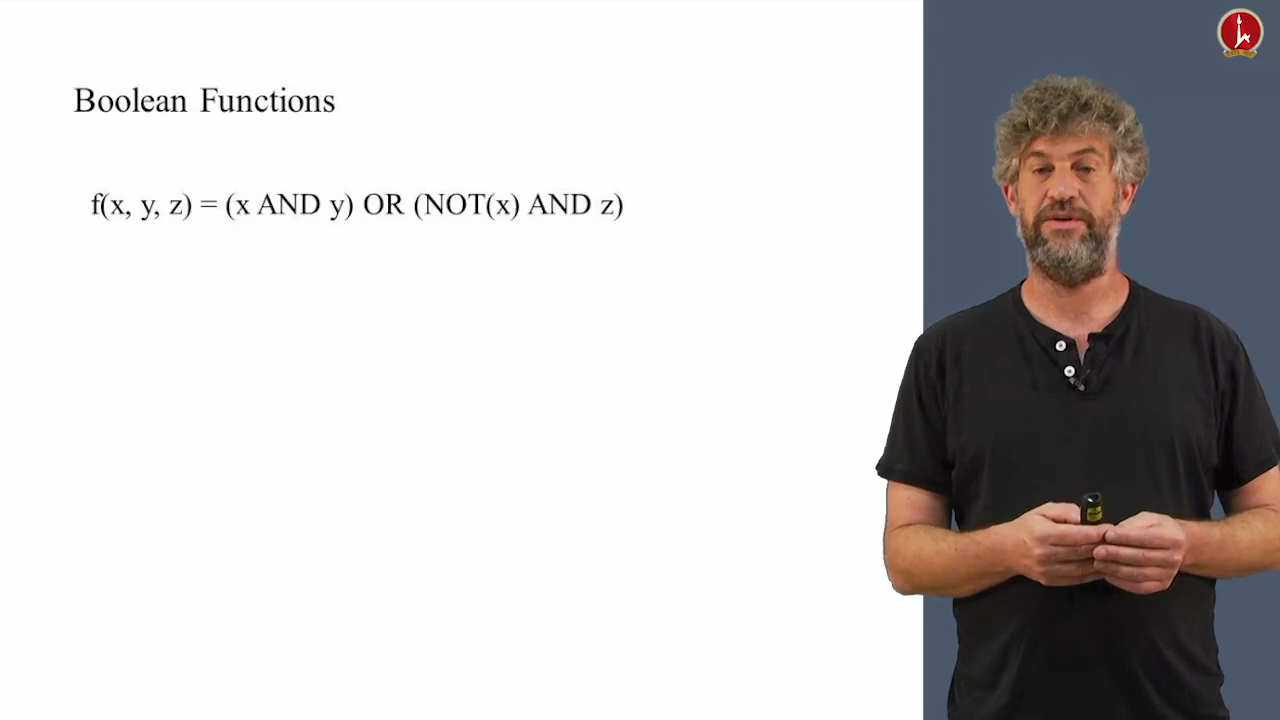 Boolean Functions
f(x, y, z) = (x AND y) OR (NOT(x) AND z)